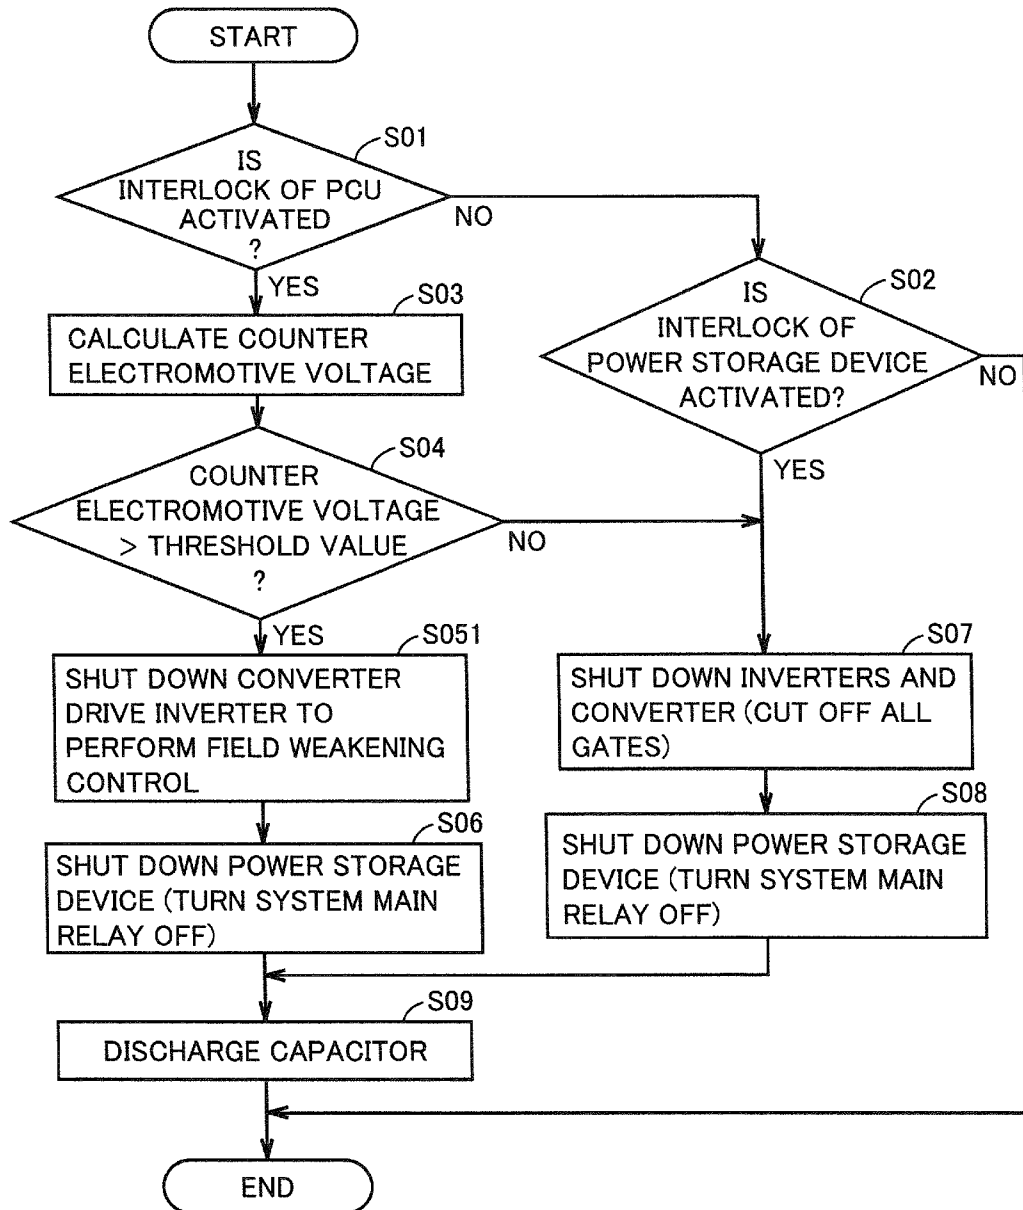 START
S01
IS
INTERLOCK OF PCU
ACTIVATED
?
NO
YES
S02
IS
INTERLOCK OF
POWER STORAGE DEVICE
ACTIVATED?
NO
YES
S03
CALCULATE COUNTER
ELECTROMOTIVE VOLTAGE
S04
COUNTER
ELECTROMOTIVE VOLTAGE
> THRESHOLD VALUE
?
NO
YES
S051
SHUT DOWN CONVERTER
DRIVE INVERTER TO
PERFORM FIELD WEAKENING
CONTROL
S07
SHUT DOWN INVERTERS AND
CONVERTER (CUT OFF ALL
GATES)
S06
SHUT DOWN POWER STORAGE
DEVICE (TURN SYSTEM MAIN
RELAY OFF)
S08
SHUT DOWN POWER STORAGE
DEVICE (TURN SYSTEM MAIN
RELAY OFF)
S09
DISCHARGE CAPACITOR
END